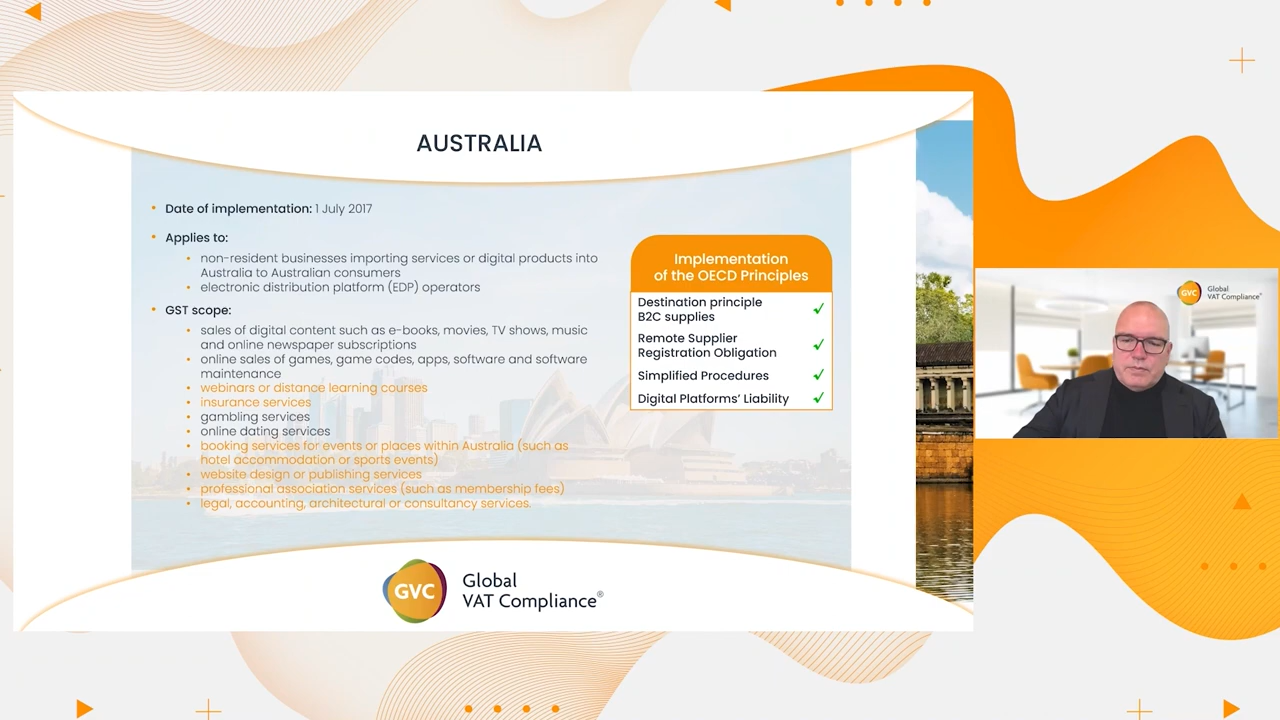 AUSTRALIA
• Date of implementation: 1 July 2017
• Applies to:
• non-resident businesses importing services or digital products into
Australia to Australian consumers
• electronic distribution platform (EDP) operators
• GST scope:
• sales of digital content such as e-books, movies, TV shows, music
and online newspaper subscriptions
• online sales of games, game codes, apps, software and software
maintenance
• webinars or distance learning courses
• insurance services
• gambling services
• online dating services
• booking services for events or places within Australia (such as
hotel accommodation or sports events)
• website design or publishing services
• professional association services (such as membership fees)
• legal, accounting, architectural or consultancy services.
Implementation
of the OECD Principles
Destination principle
B2C supplies ✓
Remote Supplier
Registration Obligation ✓
Simplified Procedures ✓
Digital Platforms' Liability ✓
GVC
Global
VAT Compliance®
GVC
Global
VAT Compliance®